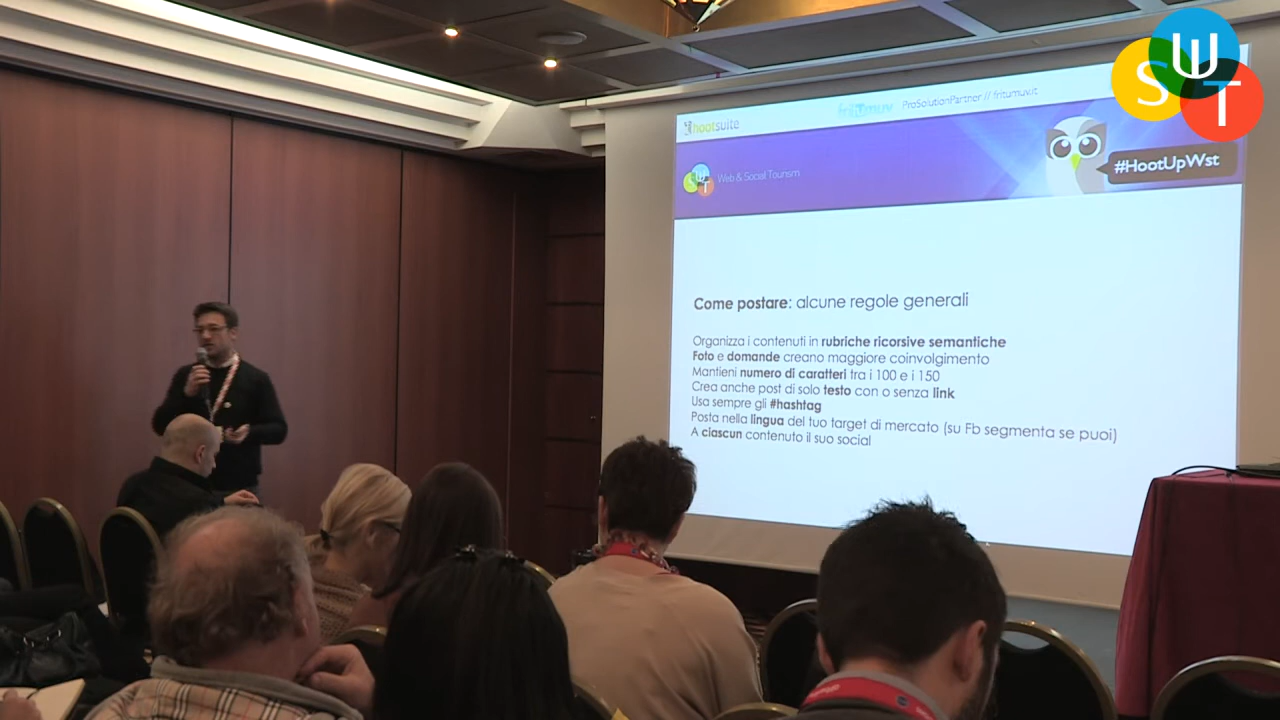 hootsuite
fritumuv ProSolutionPartner // fritumuv.it
S U T
S U T Web & Social Tourism
#HootUpWst
Come postare: alcune regole generali
Organizza i contenuti in rubriche ricorsive semantiche
Foto e domande creano maggiore coinvolgimento
Mantieni numero di caratteri tra i 100 e i 150
Crea anche post di solo testo con o senza link
Usa sempre gli #hashtag
Posta nella lingua del tuo target di mercato (su Fb segmenta se puoi)
A ciascun contenuto il suo social